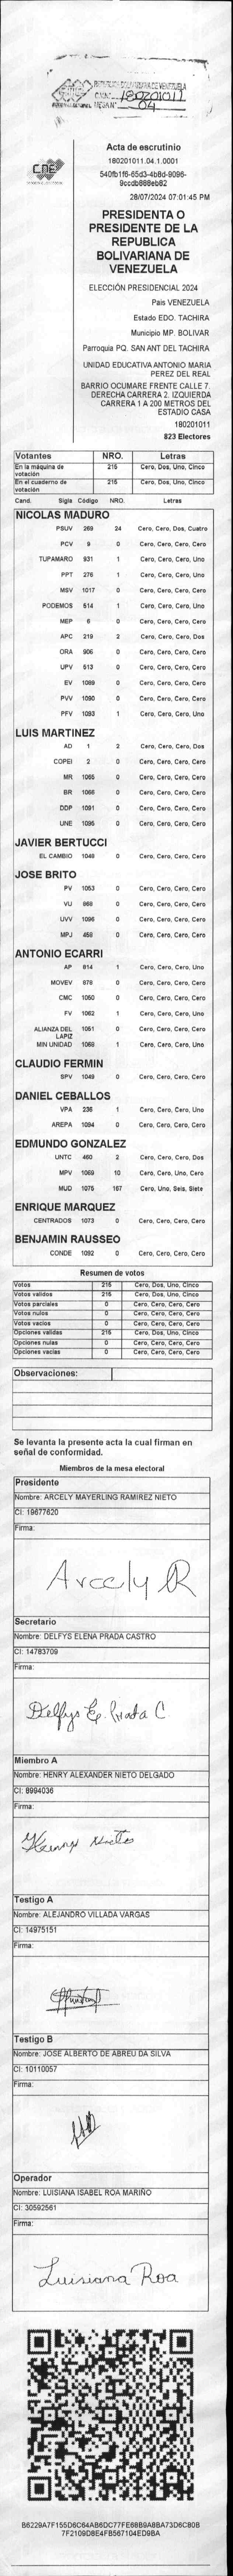 180201011
04
CNE
Acta de escrutinio
180201011.04.1.0001
540fb1f6-65d3-4b8d-9096-
9ccdb868eb82
28/07/2024 07:01:45 PM
PRESIDENTA O
PRESIDENTE DE LA
REPUBLICA
BOLIVARIANA DE
VENEZUELA
ELECCIÓN PRESIDENCIAL 2024
País VENEZUELA
Estado EDO. TACHIRA
Municipio MP. BOLIVAR
Parroquia PQ. SAN ANT DEL TACHIRA
UNIDAD EDUCATIVA ANTONIO MARIA
PEREZ DEL REAL
BARRIO OCUMARE FRENTE CALLE 7.
DERECHA CARRERA 2. IZQUIERDA
CARRERA 1 A 200 METROS DEL
ESTADIO CASA
180201011
823 Electores
Votantes NRO. Letras
En la máquina de votación 215 Cero, Dos, Uno, Cinco
En el cuaderno de votación 215 Cero, Dos, Uno, Cinco
Cand. Sigla Código NRO. Letras
NICOLAS MADURO
PSUV 269 24 Cero, Cero, Dos, Cuatro
PCV 9 0 Cero, Cero, Cero, Cero
TUPAMARO 931 1 Cero, Cero, Cero, Uno
PPT 276 1 Cero, Cero, Cero, Uno
MSV 1017 0 Cero, Cero, Cero, Cero
PODEMOS 514 1 Cero, Cero, Cero, Uno
MEP 6 0 Cero, Cero, Cero, Cero
APC 219 2 Cero, Cero, Cero, Dos
ORA 906 0 Cero, Cero, Cero, Cero
UPV 513 0 Cero, Cero, Cero, Cero
EV 1089 0 Cero, Cero, Cero, Cero
PVV 1090 0 Cero, Cero, Cero, Cero
PFV 1093 1 Cero, Cero, Cero, Uno
LUIS MARTINEZ
AD 1 2 Cero, Cero, Cero, Dos
COPEI 2 0 Cero, Cero, Cero, Cero
MR 1065 0 Cero, Cero, Cero, Cero
BR 1066 0 Cero, Cero, Cero, Cero
DDP 1091 0 Cero, Cero, Cero, Cero
UNE 1095 0 Cero, Cero, Cero, Cero
JAVIER BERTUCCI
EL CAMBIO 1048 0 Cero, Cero, Cero, Cero
JOSE BRITO
PV 1053 0 Cero, Cero, Cero, Cero
VU 868 0 Cero, Cero, Cero, Cero
UVV 1096 0 Cero, Cero, Cero, Cero
MPJ 458 0 Cero, Cero, Cero, Cero
ANTONIO ECARRI
AP 814 1 Cero, Cero, Cero, Uno
MOVEV 878 0 Cero, Cero, Cero, Cero
CMC 1050 0 Cero, Cero, Cero, Cero
FV 1062 1 Cero, Cero, Cero, Uno
ALIANZA DEL LAPIZ 1051 0 Cero, Cero, Cero, Cero
MIN UNIDAD 1068 1 Cero, Cero, Cero, Uno
CLAUDIO FERMIN
SPV 1049 0 Cero, Cero, Cero, Cero
DANIEL CEBALLOS
VPA 236 1 Cero, Cero, Cero, Uno
AREPA 1094 0 Cero, Cero, Cero, Cero
EDMUNDO GONZALEZ
UNTC 460 2 Cero, Cero, Cero, Dos
MPV 1069 10 Cero, Cero, Uno, Cero
MUD 1075 167 Cero, Uno, Seis, Siete
ENRIQUE MARQUEZ
CENTRADOS 1073 0 Cero, Cero, Cero, Cero
BENJAMIN RAUSSEO
CONDE 1092 0 Cero, Cero, Cero, Cero
Resumen de votos
Votos 215 Cero, Dos, Uno, Cinco
Votos validos 215 Cero, Dos, Uno, Cinco
Votos parciales 0 Cero, Cero, Cero, Cero
Votos nulos 0 Cero, Cero, Cero, Cero
Votos vacios 0 Cero, Cero, Cero, Cero
Opciones validas 215 Cero, Dos, Uno, Cinco
Opciones nulas 0 Cero, Cero, Cero, Cero
Opciones vacias 0 Cero, Cero, Cero, Cero
Observaciones:
Se levanta la presente acta la cual firman en
señal de conformidad.
Miembros de la mesa electoral
Presidente
Nombre: ARCELY MAYERLING RAMIREZ NIETO
CI: 19677620
Firma:
Arcely R
Secretario
Nombre: DELFYS ELENA PRADA CASTRO
CI: 14783709
Firma:
Delfys E. Prada C.
Miembro A
Nombre: HENRY ALEXANDER NIETO DELGADO
CI: 8994036
Firma:
Henry Nieto
Testigo A
Nombre: ALEJANDRO VILLADA VARGAS
CI: 14975151
Firma:
Testigo B
Nombre: JOSE ALBERTO DE ABREU DA SILVA
CI: 10110057
Firma:
Operador
Nombre: LUISIANA ISABEL ROA MARIÑO
CI: 30592561
Firma:
Luisiana Roa
B6229A7F155D6C64AB6DC77FE68B9A8BA73D6C80B
7F2109D8E4FB567104ED9BA